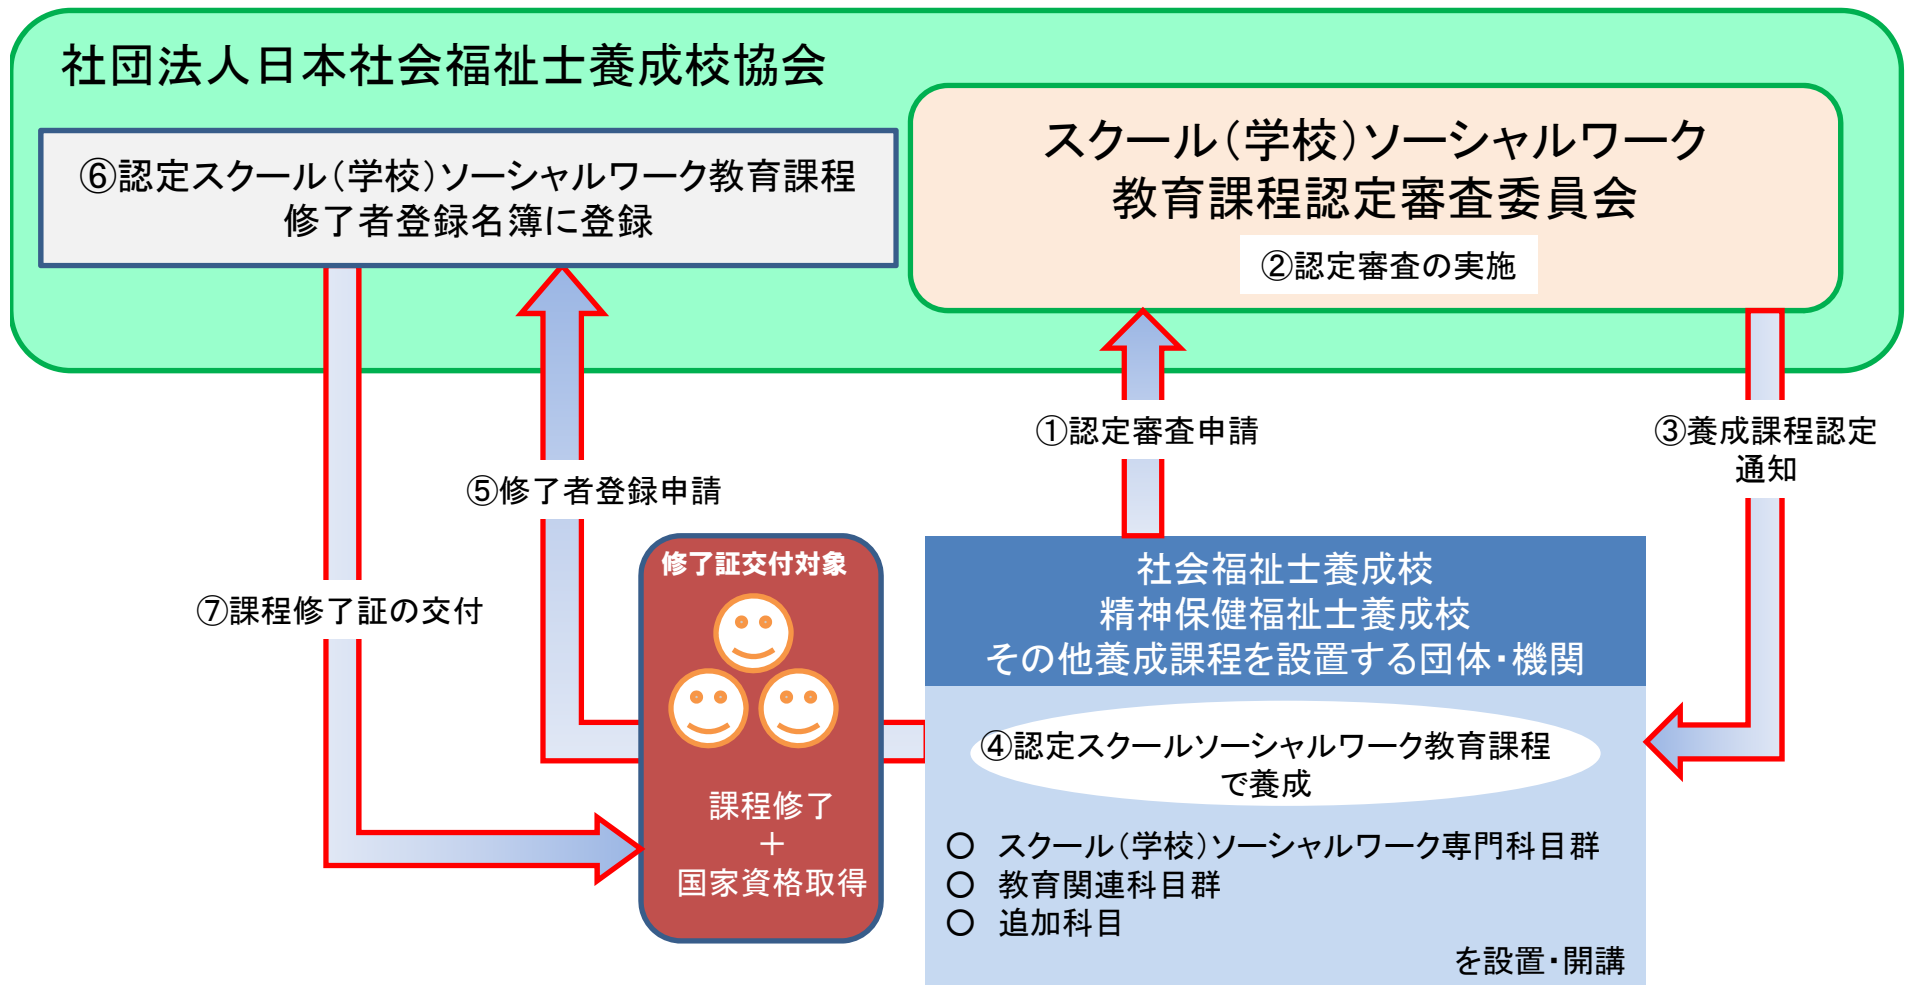 社団法人日本社会福祉士養成校協会
スクール(学校)ソーシャルワーク
教育課程認定審査委員会
②認定審査の実施
⑥認定スクール(学校)ソーシャルワーク教育課程
修了者登録名簿に登録
①認定審査申請
③養成課程認定
通知
⑤修了者登録申請
⑦課程修了証の交付
修了証交付対象
課程修了
+
国家資格取得
社会福祉士養成校
精神保健福祉士養成校
その他養成課程を設置する団体・機関
④認定スクールソーシャルワーク教育課程
で養成
○ スクール(学校)ソーシャルワーク専門科目群
○ 教育関連科目群
○ 追加科目
を設置・開講